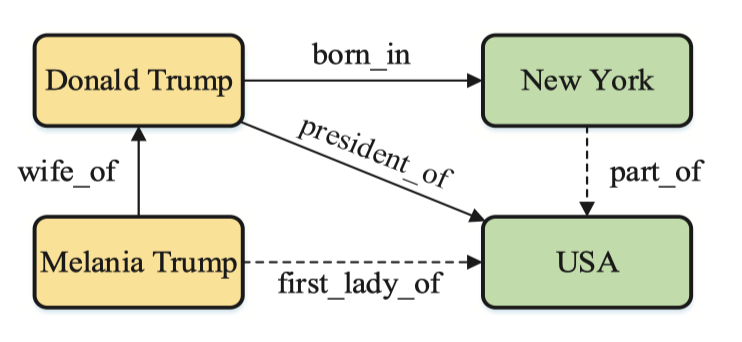 born_in
Donald Trump
New York
president_of
wife_of
part_of
Melania Trump
USA
first_lady_of